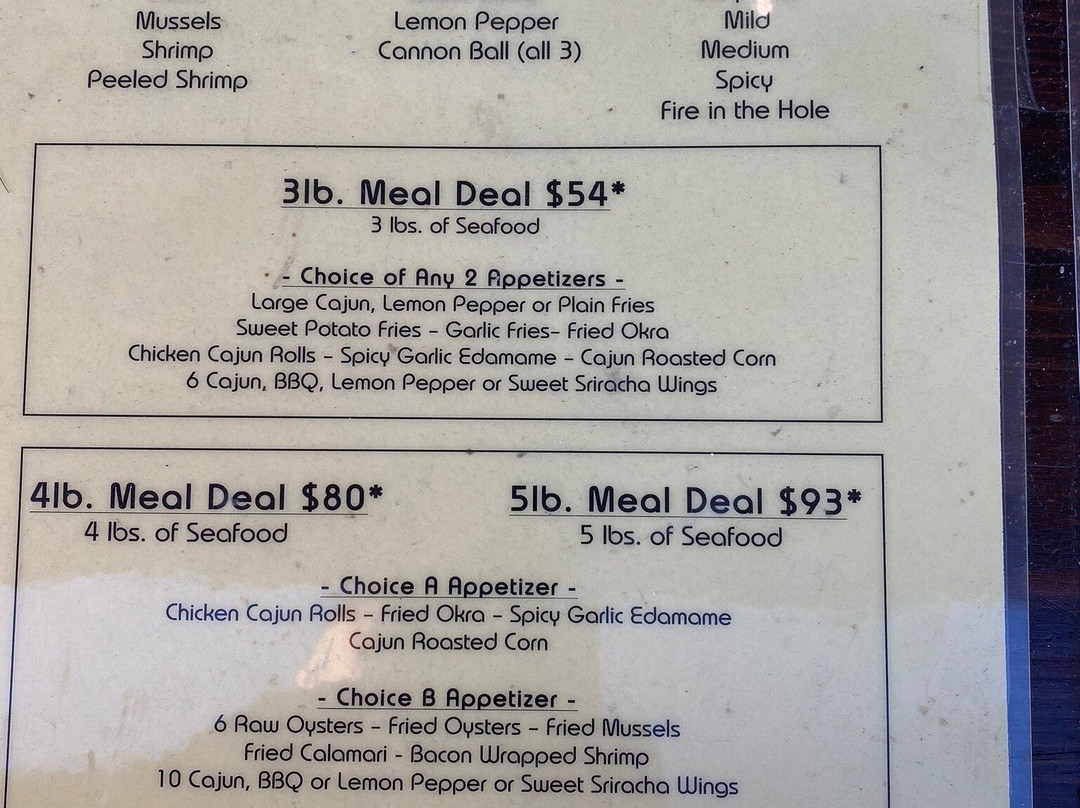 Mussels
Lemon Pepper
Mild
Shrimp
Cannon Ball (all 3)
Medium
Peeled Shrimp
Spicy
Fire in the Hole
3lb. Meal Deal $54*
3 lbs. of Seafood
- Choice of Any 2 Appetizers -
Large Cajun, Lemon Pepper or Plain Fries
Sweet Potato Fries - Garlic Fries- Fried Okra
Chicken Cajun Rolls - Spicy Garlic Edamame - Cajun Roasted Corn
6 Cajun, BBQ, Lemon Pepper or Sweet Sriracha Wings
4lb. Meal Deal $80*
5lb. Meal Deal $93*
4 lbs. of Seafood
5 lbs. of Seafood
- Choice A Appetizer -
Chicken Cajun Rolls - Fried Okra - Spicy Garlic Edamame
Cajun Roasted Corn
- Choice B Appetizer -
6 Raw Oysters - Fried Oysters - Fried Mussels
Fried Calamari - Bacon Wrapped Shrimp
10 Cajun, BBQ or Lemon Pepper or Sweet Sriracha Wings